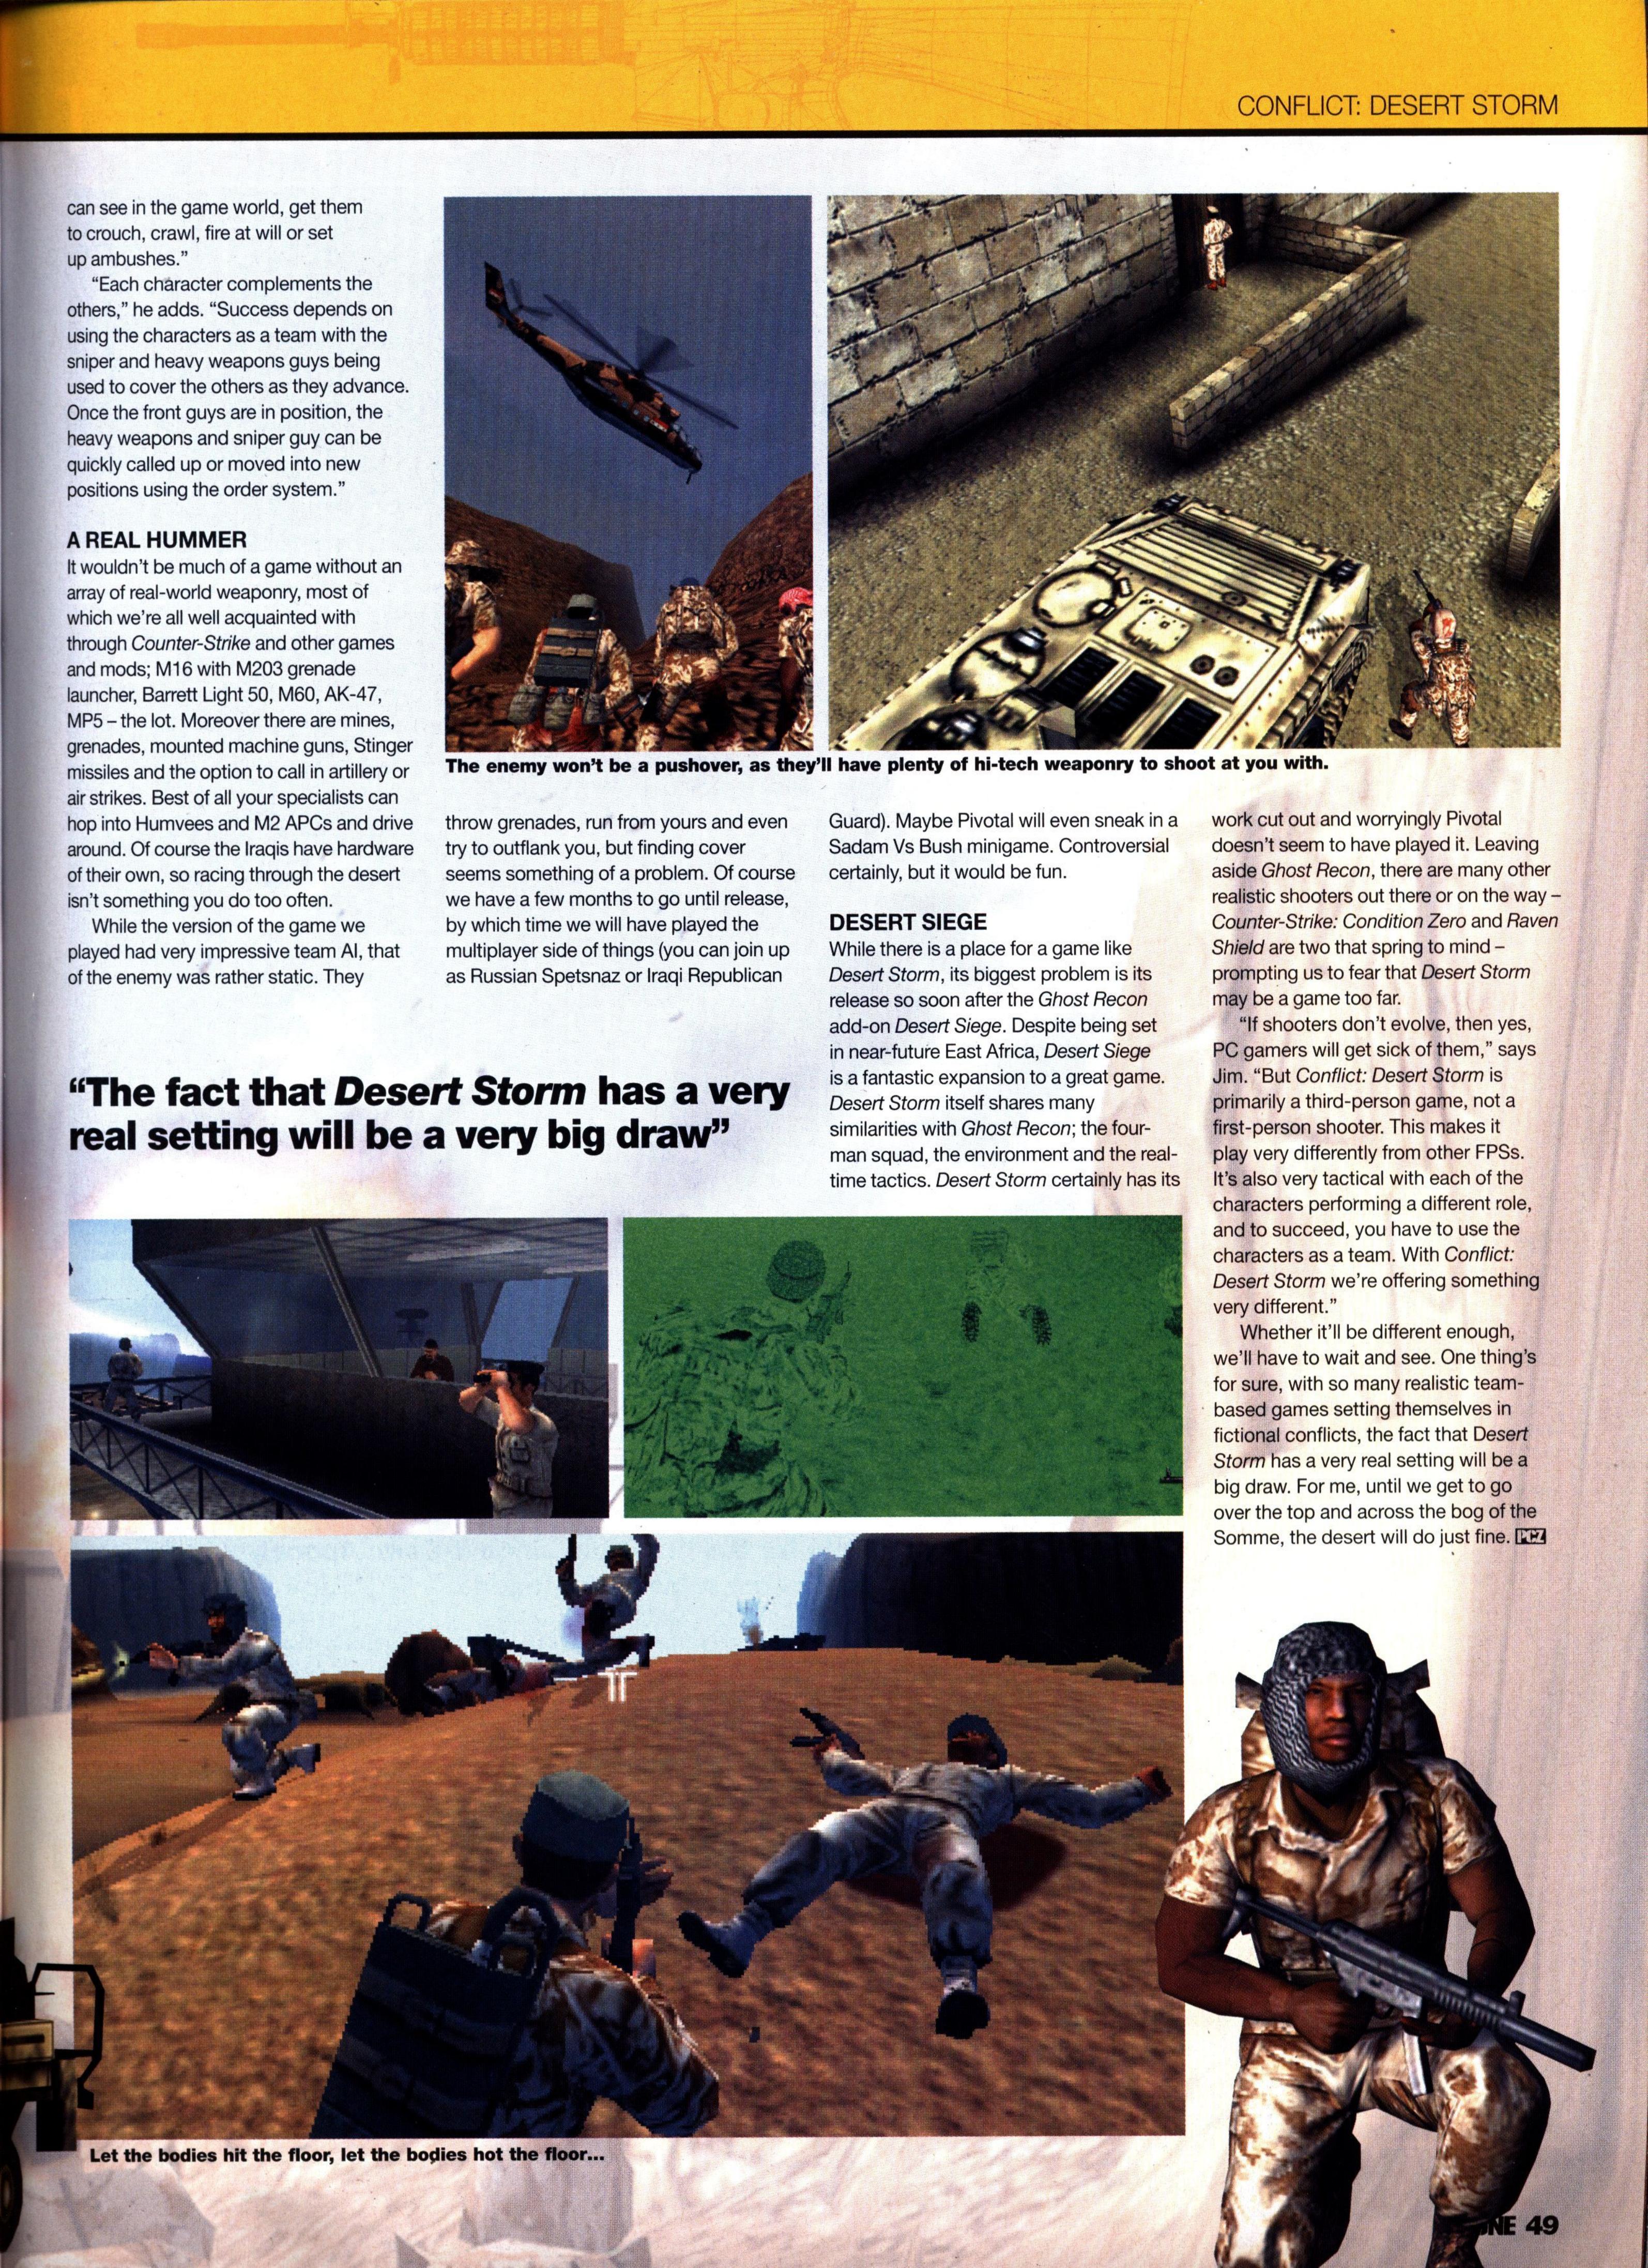 CONFLICT: DESERT STORM
can see in the game world, get them
to crouch, crawl, fire at will or set
up ambushes.”
“Each character complements the
others,” he adds. “Success depends on
using the characters as a team with the
sniper and heavy weapons guys being
used to cover the others as they advance.
Once the front guys are in position, the
heavy weapons and sniper guy can be
quickly called up or moved into new
positions using the order system.”
A REAL HUMMER
It wouldn’t be much of a game without an
array of real-world weaponry, most of
which we’re all well acquainted with
through Counter-Strike and other games
and mods; M16 with M203 grenade
launcher, Barrett Light 50, M60, AK-47,
MP5 – the lot. Moreover there are mines,
grenades, mounted machine guns, Stinger
missiles and the option to call in artillery or
air strikes. Best of all your specialists can
hop into Humvees and M2 APCs and drive
around. Of course the Iraqis have hardware
of their own, so racing through the desert
isn’t something you do too often.
While the version of the game we
played had very impressive team AI, that
of the enemy was rather static. They
The enemy won’t be a pushover, as they’ll have plenty of hi-tech weaponry to shoot at you with.
throw grenades, run from yours and even
try to outflank you, but finding cover
seems something of a problem. Of course
we have a few months to go until release,
by which time we will have played the
multiplayer side of things (you can join up
as Russian Spetsnaz or Iraqi Republican
“The fact that Desert Storm has a very
real setting will be a very big draw”
Guard). Maybe Pivotal will even sneak in a
Sadam Vs Bush minigame. Controversial
certainly, but it would be fun.
DESERT SIEGE
While there is a place for a game like
Desert Storm, its biggest problem is its
release so soon after the Ghost Recon
add-on Desert Siege. Despite being set
in near-future East Africa, Desert Siege
is a fantastic expansion to a great game.
Desert Storm itself shares many
similarities with Ghost Recon; the four-
man squad, the environment and the real-
time tactics. Desert Storm certainly has its
work cut out and worryingly Pivotal
doesn’t seem to have played it. Leaving
aside Ghost Recon, there are many other
realistic shooters out there or on the way –
Counter-Strike: Condition Zero and Raven
Shield are two that spring to mind –
prompting us to fear that Desert Storm
may be a game too far.
“If shooters don’t evolve, then yes,
PC gamers will get sick of them,” says
Jim. “But Conflict: Desert Storm is
primarily a third-person game, not a
first-person shooter. This makes it
play very differently from other FPSs.
It’s also very tactical with each of the
characters performing a different role,
and to succeed, you have to use the
characters as a team. With Conflict:
Desert Storm we’re offering something
very different.”
Whether it’ll be different enough,
we’ll have to wait and see. One thing’s
for sure, with so many realistic team-
based games setting themselves in
fictional conflicts, the fact that Desert
Storm has a very real setting will be a
big draw. For me, until we get to go
over the top and across the bog of the
Somme, the desert will do just fine. PCZ
Let the bodies hit the floor, let the bodies hot the floor...
49